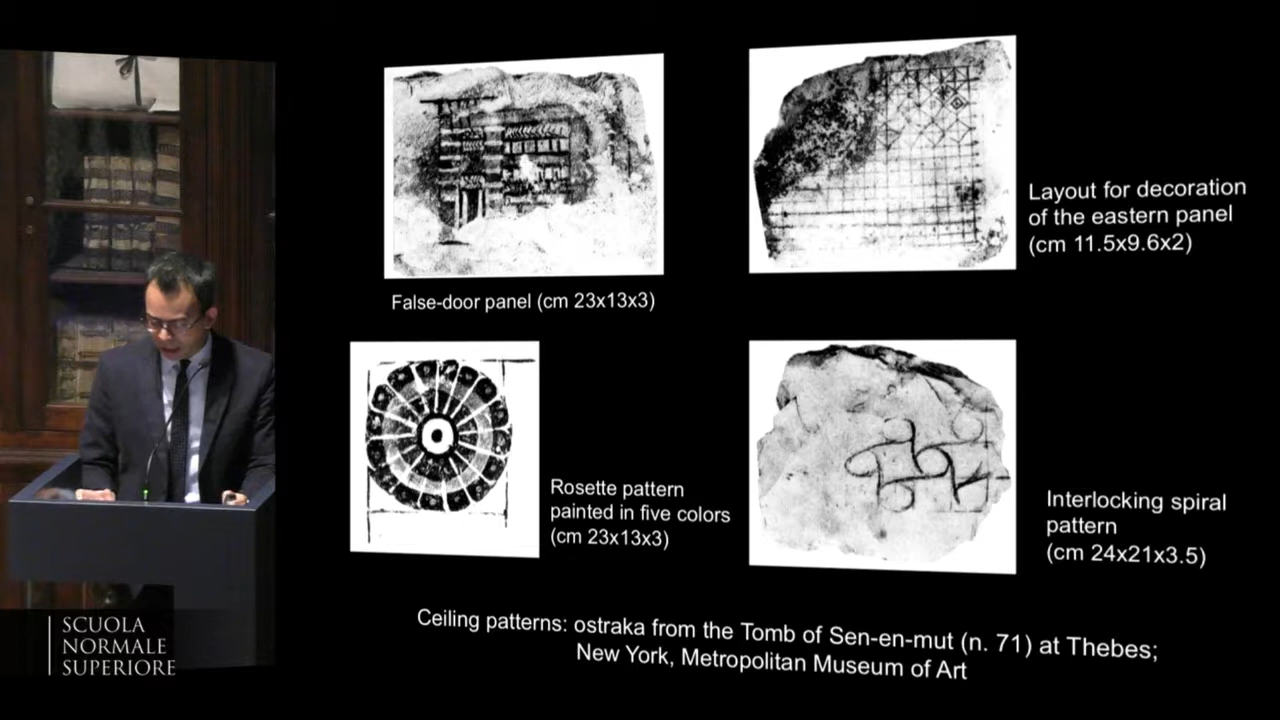 False-door panel (cm 23x13x3)
Layout for decoration
of the eastern panel
(cm 11.5x9.6x2)
Rosette pattern
painted in five colors
(cm 23x13x3)
Interlocking spiral
pattern
(cm 24x21x3.5)
Ceiling patterns: ostraka from the Tomb of Sen-en-mut (n. 71) at Thebes;
New York, Metropolitan Museum of Art
SCUOLA
NORMALE
SUPERIORE